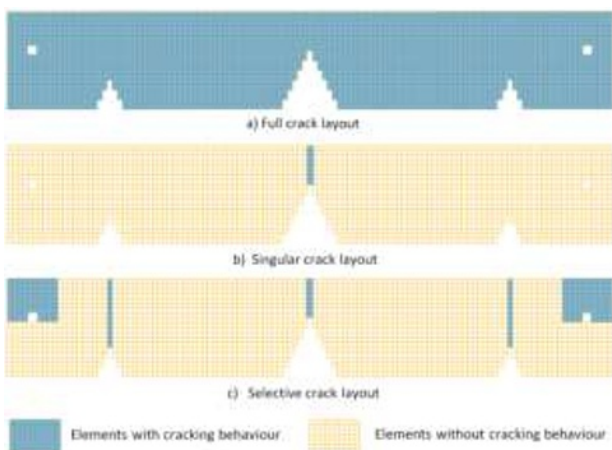 a) Full crack layout
b) Singular crack layout
c) Selective crack layout
Elements with cracking behaviour
Elements without cracking behaviour